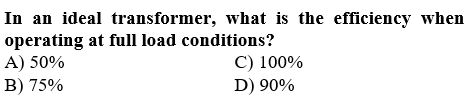 In an ideal transformer, what is the efficiency when
operating at full load conditions?
A) 50% C) 100%
B) 75% D) 90%